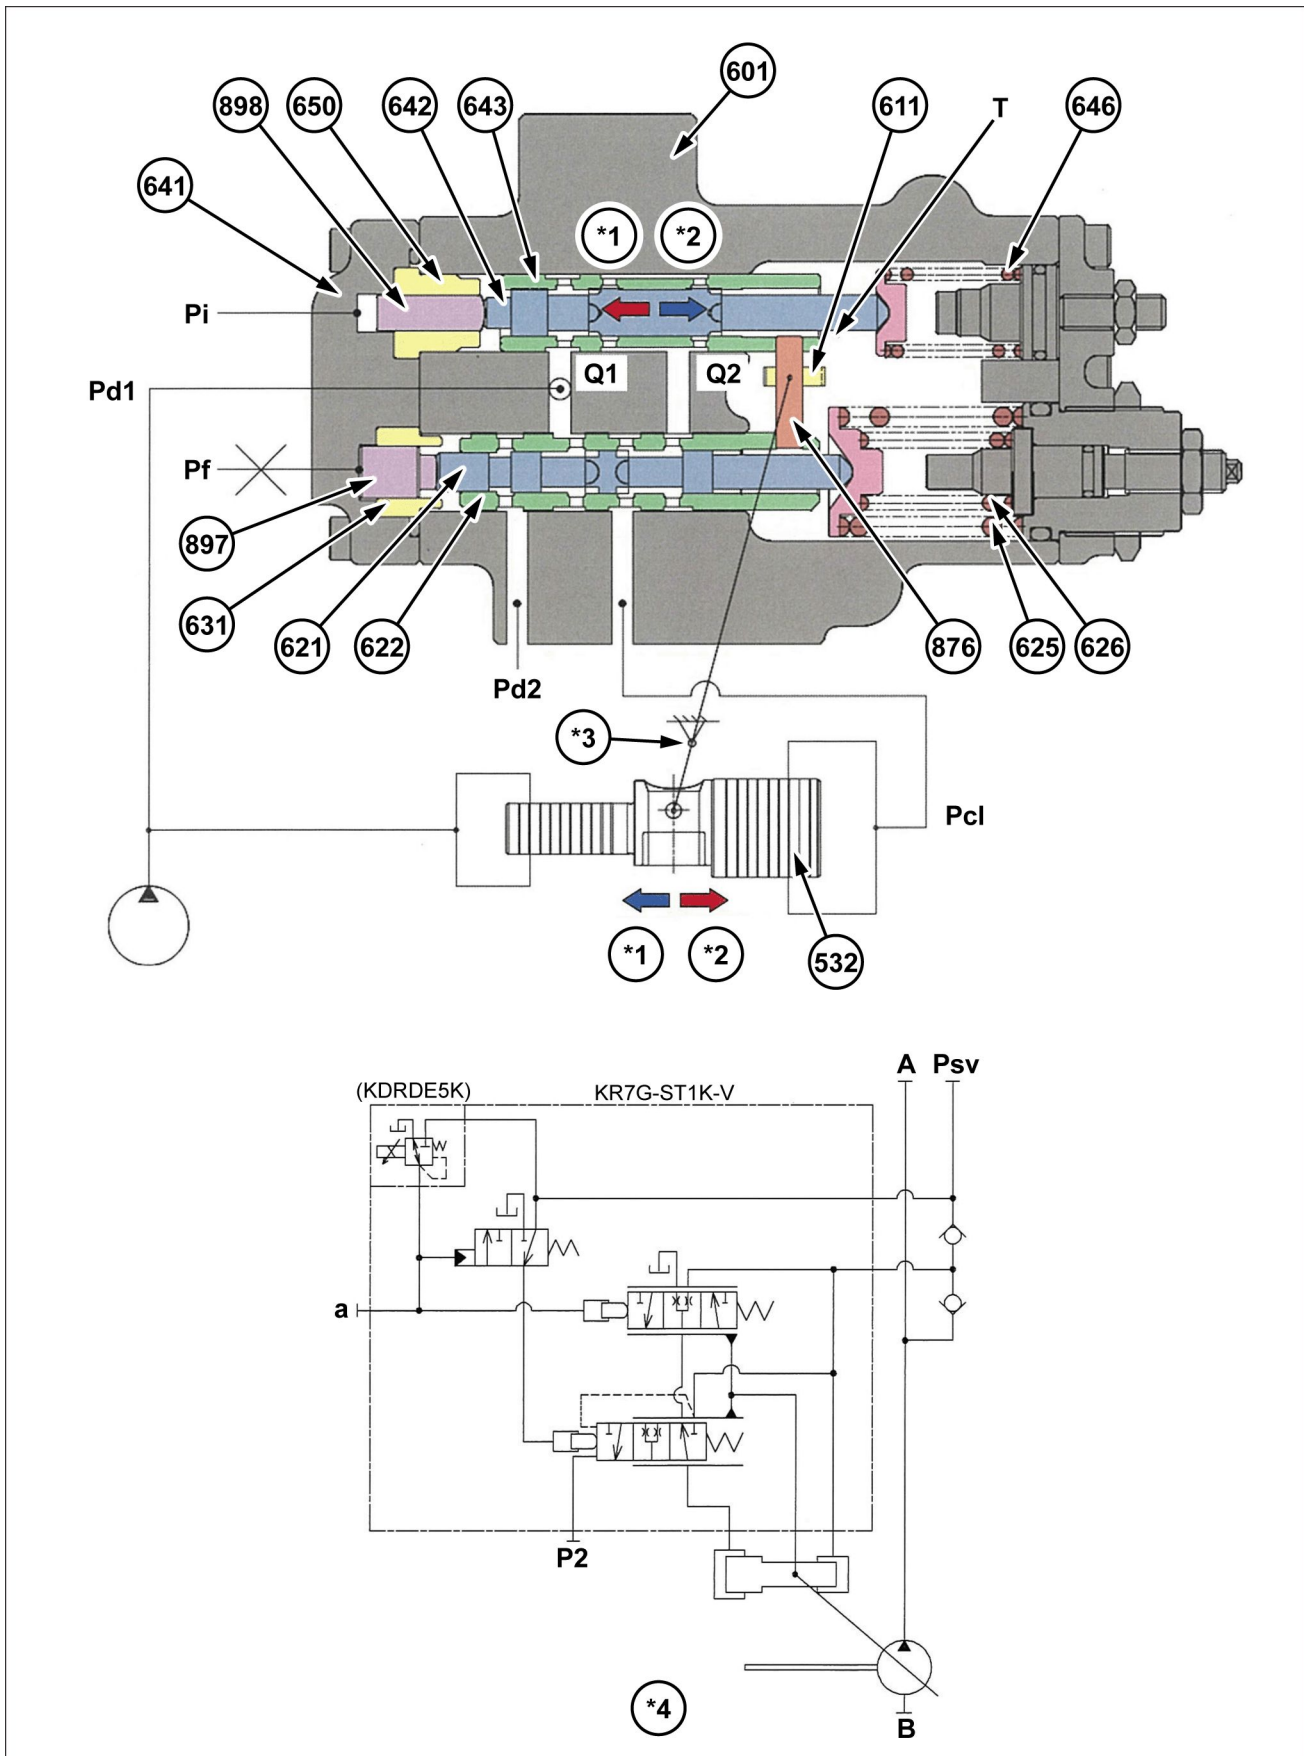 601
898
650
642
643
611
T
646
641
*1
*2
Pi
Q1
Q2
Pd1
Pf
897
631
621
622
876
625
626
Pd2
*3
Pcl
*1
*2
532
A
Psv
(KDRDE5K)
KR7G-ST1K-V
a
P2
*4
B